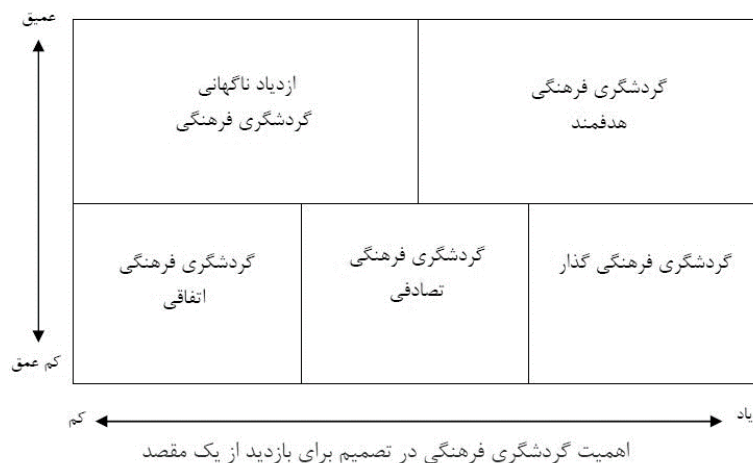 عمیق
گردشگری فرهنگی
هدفمند
ازدیاد ناگهانی
گردشگری فرهنگی
گردشگری فرهنگی گذار
گردشگری فرهنگی
تصادفی
گردشگری فرهنگی
اتفاقی
کم عمق
یاد
کم
اهمیت گردشگری فرهنگی در تصمیم برای بازدید از یک مقصد